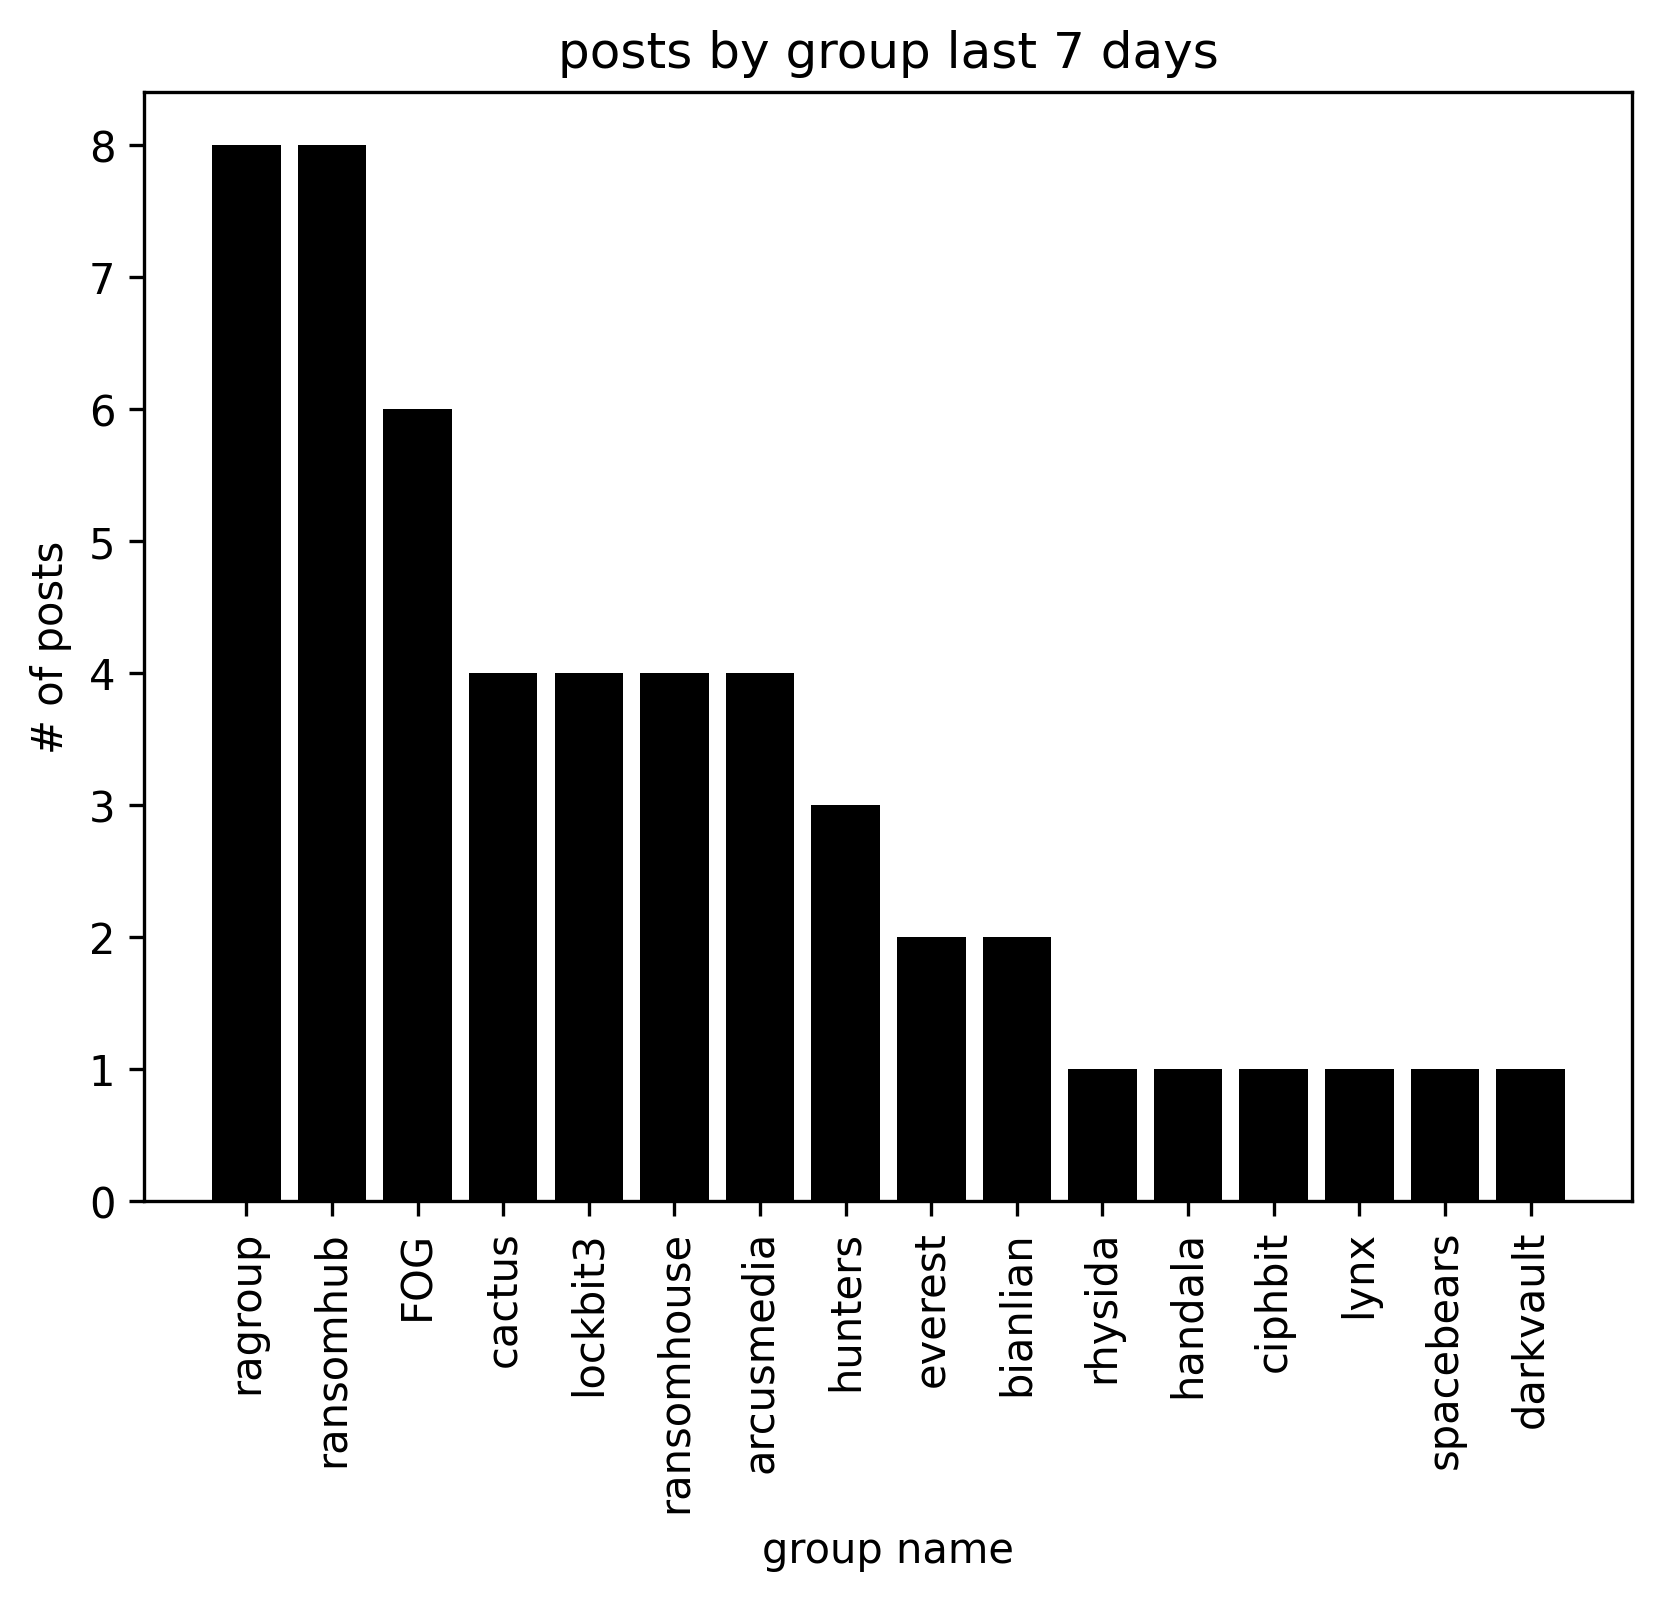 posts by group last 7 days
# of posts
8
7
6
5
4
3
2
1
0
ragroup
ransomhub
FOG
cactus
lockbit3
ransomhouse
arcusmedia
hunters
everest
bianlian
rhysida
handala
ciphbit
lynx
spacebears
darkvault
group name